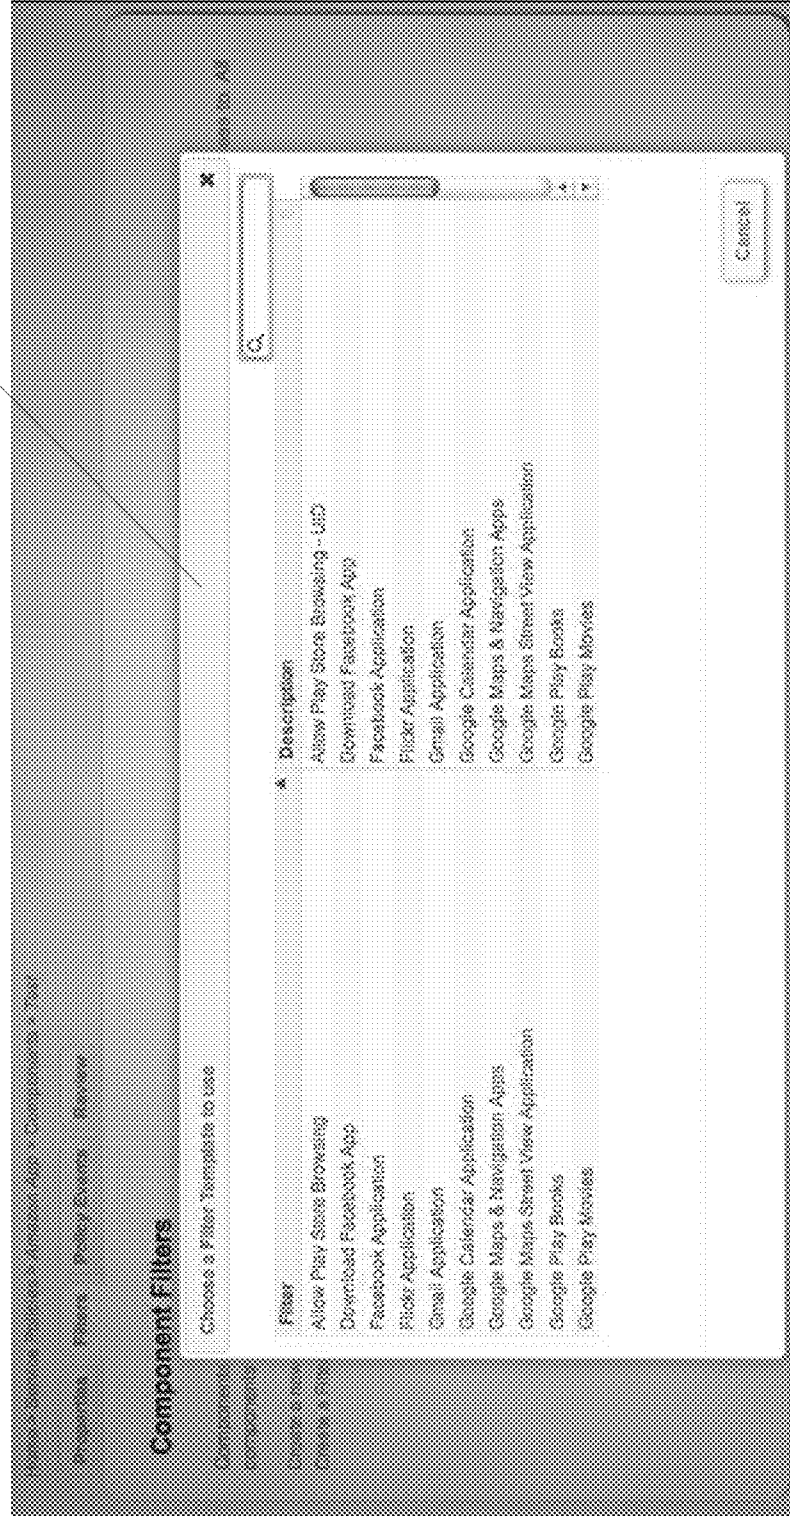 Component Filters
Choose a Filter Template to use
Filter Description
Allow Play Store Browsing Allow Play Store Browsing - UID
Download Facebook App Download Facebook App
Facebook Application Facebook Application
Flickr Application Flickr Application
Gmail Application Gmail Application
Google Calendar Application Google Calendar Application
Google Maps & Navigation Apps Google Maps & Navigation Apps
Google Maps Street View Application Google Maps Street View Application
Google Play Books Google Play Books
Google Play Movies Google Play Movies
Cancel